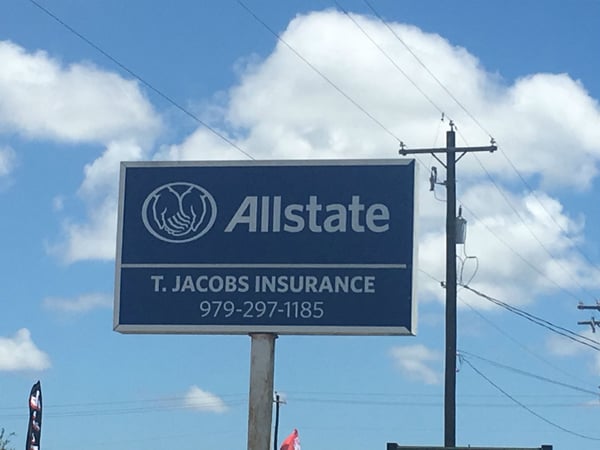 Allstate
T. JACOBS INSURANCE
979-297-1185